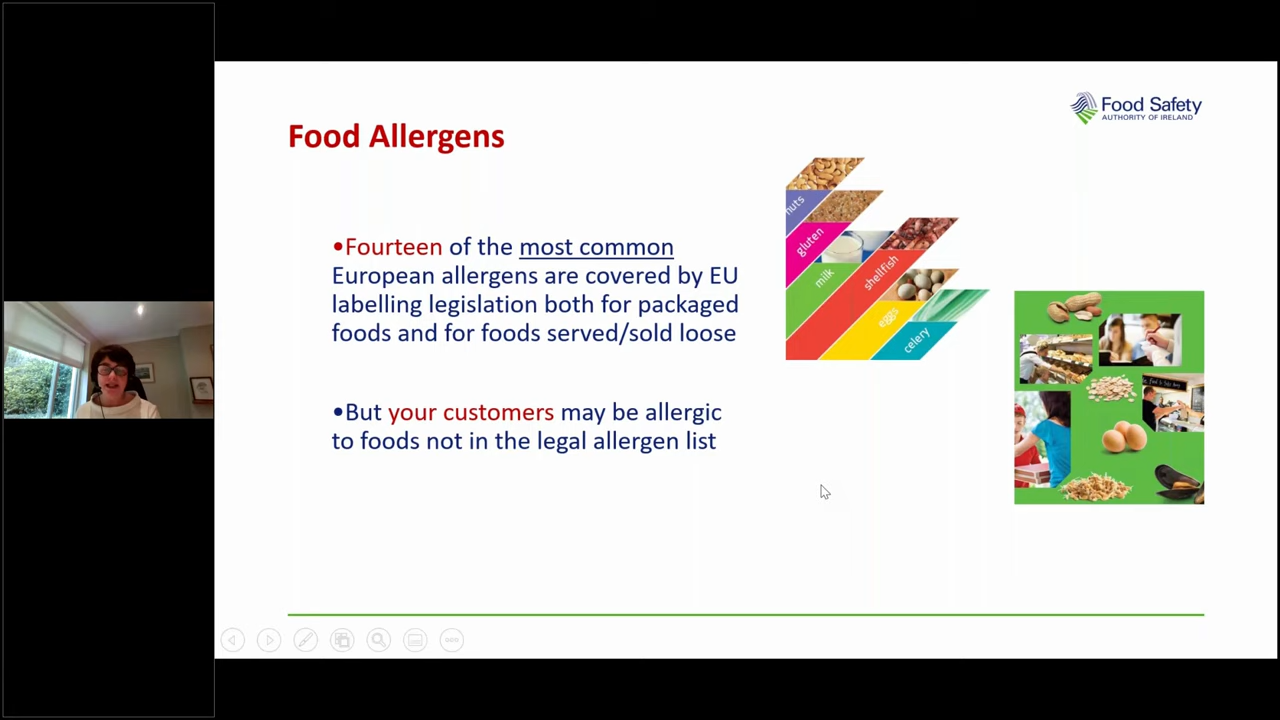 Food Safety
AUTHORITY OF IRELAND
Food Allergens
•Fourteen of the most common
European allergens are covered by EU
labelling legislation both for packaged
foods and for foods served/sold loose
•But your customers may be allergic
to foods not in the legal allergen list
nuts
gluten
milk
shellfish
eggs
celery